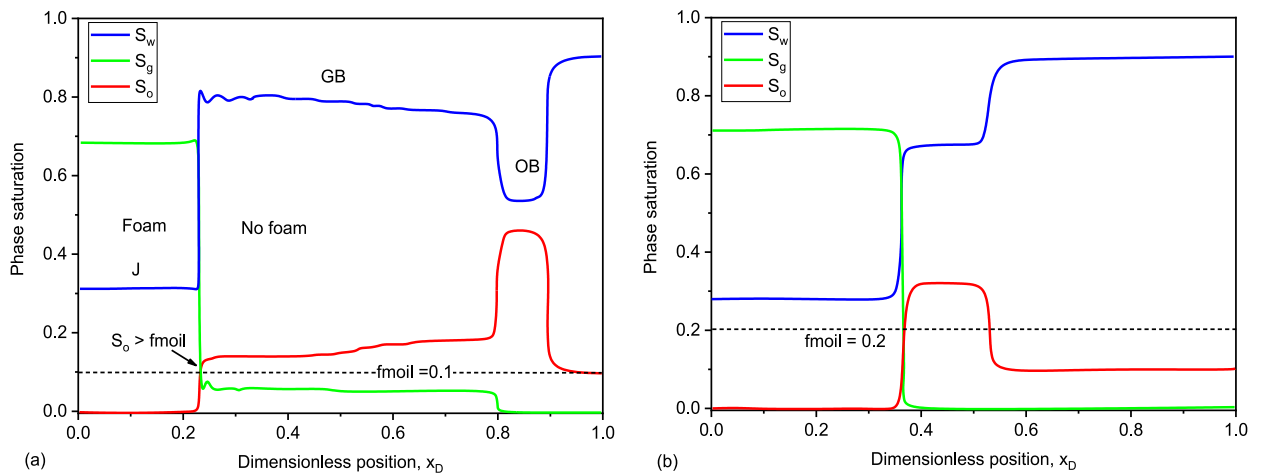 1.0
0.8
0.6
0.4
0.2
0.0
Phase saturation
S_w
S_g
S_o
GB
OB
Foam
No foam
J
S_o > fmoil
fmoil =0.1
0.0 0.2 0.4 0.6 0.8 1.0
(a) Dimensionless position, x_D
1.0
0.8
0.6
0.4
0.2
0.0
Phase saturation
S_w
S_g
S_o
fmoil = 0.2
0.0 0.2 0.4 0.6 0.8 1.0
(b) Dimensionless position, x_D